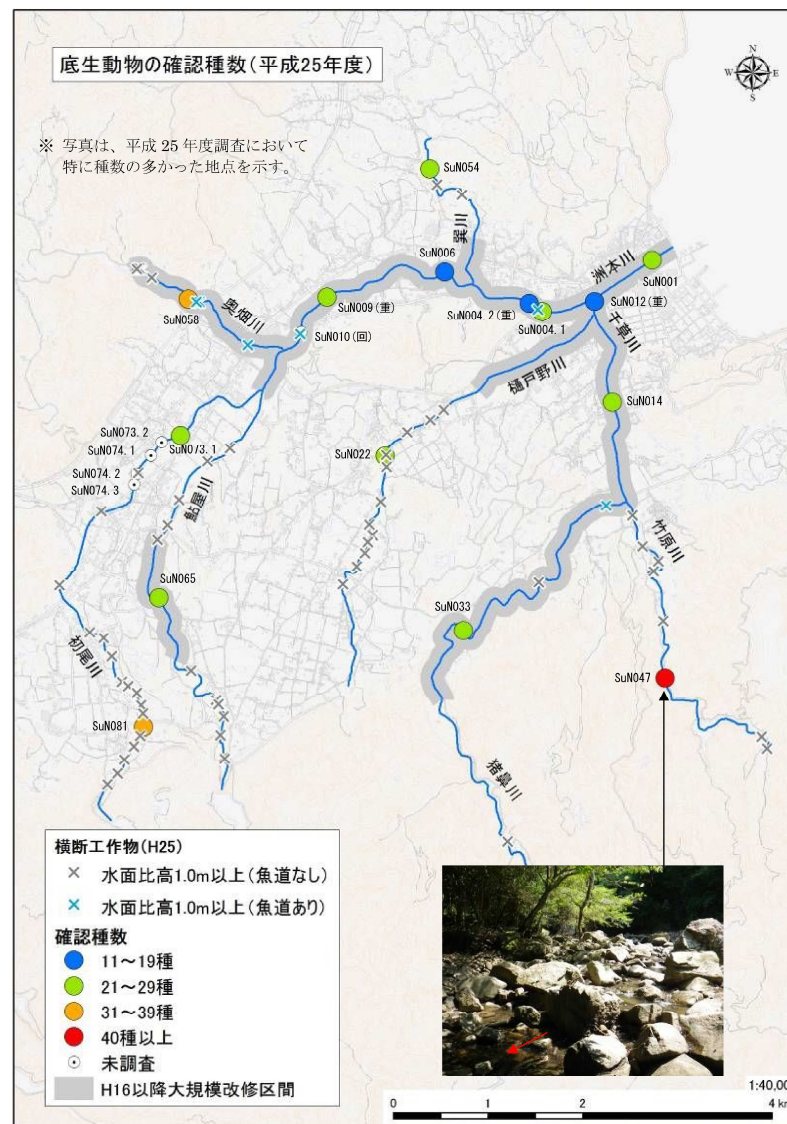 底生動物の確認種数(平成25年度)
N
W
E
S
※ 写真は、平成 25 年度調査において
特に種数の多かった地点を示す。
SuN054
巽川
SuN006
洲本川
SuN001
SuN058
奥畑川
SuN009(重)
SuN004.2(重)
SuN012(重)
SuN010(回)
SuN004.1
千草川
樋戸野川
SuN014
SuN073.2
SuN074.1
SuN073.1
SuN022
SuN074.2
SuN074.3
鮎屋川
竹原川
SuN065
SuN033
初尾川
SuN047
SuN081
猪鼻川
横断工作物(H25)
水面比高1.0m以上(魚道なし)
水面比高1.0m以上(魚道あり)
確認種数
11~19種
21~29種
31~39種
40種以上
未調査
H16以降大規模改修区間
1:40,00
0 1 2 4 km